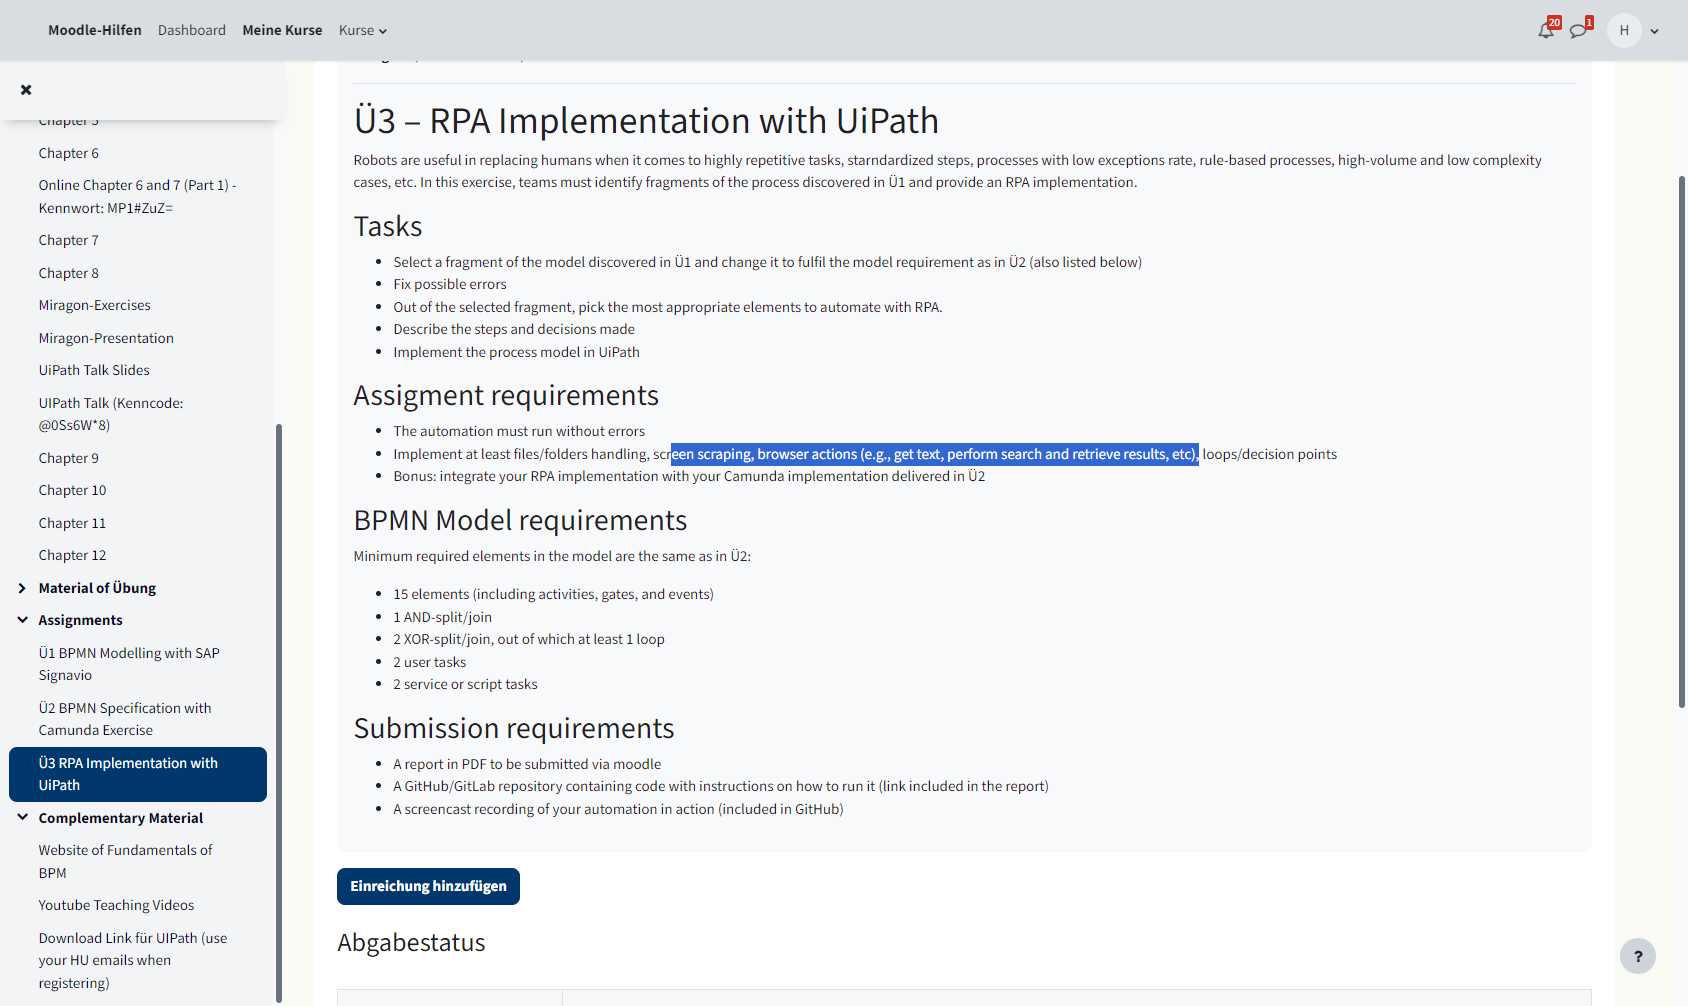 Moodle-Hilfen Dashboard Meine Kurse Kurse
20
1
H
Chapter 5
Chapter 6
Online Chapter 6 and 7 (Part 1) -
Kennwort: MP1#ZuZ=
Chapter 7
Chapter 8
Miragon-Exercises
Miragon-Presentation
UiPath Talk Slides
UIPath Talk (Kenncode:
@0Ss6W*8)
Chapter 9
Chapter 10
Chapter 11
Chapter 12
Material of Übung
Assignments
Ü1 BPMN Modelling with SAP
Signavio
Ü2 BPMN Specification with
Camunda Exercise
Ü3 RPA Implementation with
UiPath
Complementary Material
Website of Fundamentals of
BPM
Youtube Teaching Videos
Download Link für UIPath (use
your HU emails when
registering)
Ü3 – RPA Implementation with UiPath
Robots are useful in replacing humans when it comes to highly repetitive tasks, starndardized steps, processes with low exceptions rate, rule-based processes, high-volume and low complexity
cases, etc. In this exercise, teams must identify fragments of the process discovered in Ü1 and provide an RPA implementation.
Tasks
Select a fragment of the model discovered in Ü1 and change it to fulfil the model requirement as in Ü2 (also listed below)
Fix possible errors
Out of the selected fragment, pick the most appropriate elements to automate with RPA.
Describe the steps and decisions made
Implement the process model in UiPath
Assigment requirements
The automation must run without errors
Implement at least files/folders handling, screen scraping, browser actions (e.g., get text, perform search and retrieve results, etc), loops/decision points
Bonus: integrate your RPA implementation with your Camunda implementation delivered in Ü2
BPMN Model requirements
Minimum required elements in the model are the same as in Ü2:
15 elements (including activities, gates, and events)
1 AND-split/join
2 XOR-split/join, out of which at least 1 loop
2 user tasks
2 service or script tasks
Submission requirements
A report in PDF to be submitted via moodle
A GitHub/GitLab repository containing code with instructions on how to run it (link included in the report)
A screencast recording of your automation in action (included in GitHub)
Einreichung hinzufügen
Abgabestatus
?